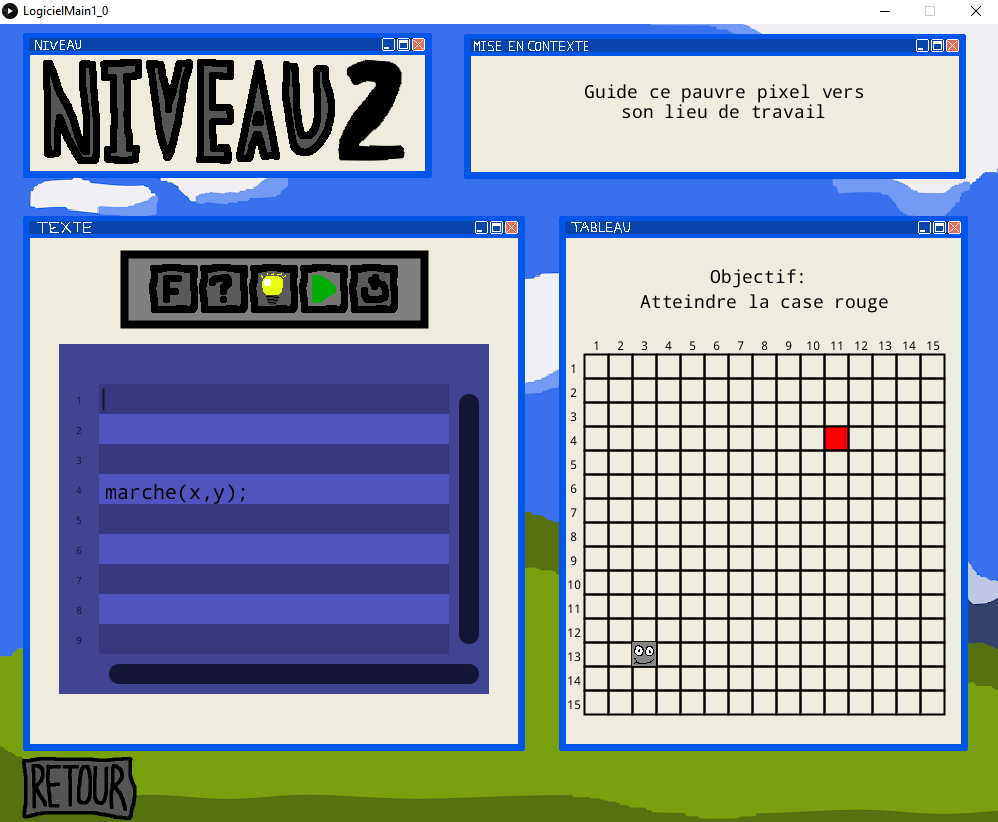 LogicielMain1_0
NIVEAU
NIVEAU 2
MISE EN CONTEXTE
Guide ce pauvre pixel vers
son lieu de travail
TEXTE
F ?
1
2
3
4 marche(x,y);
5
6
7
8
9
TABLEAU
Objectif:
Atteindre la case rouge
1 2 3 4 5 6 7 8 9 10 11 12 13 14 15
1
2
3
4
5
6
7
8
9
10
11
12
13
14
15
RETOUR